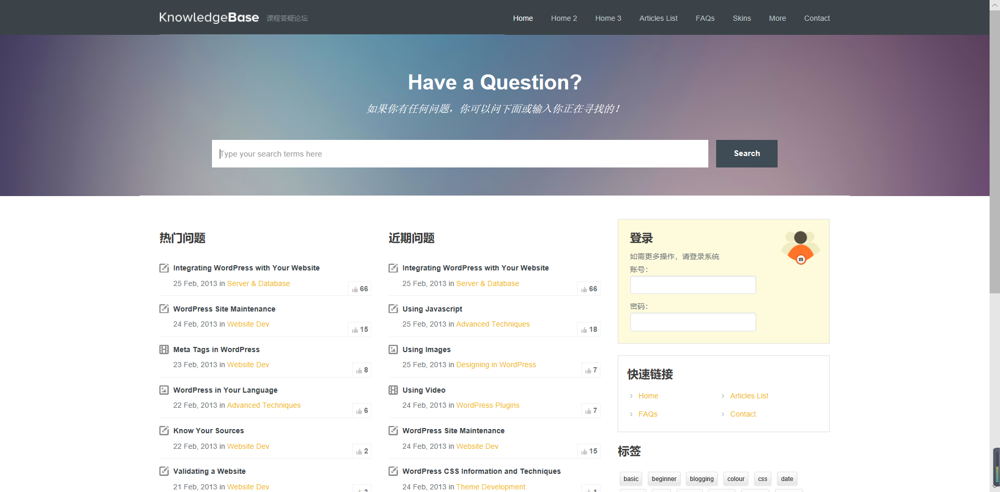 KnowledgeBase 课程答疑论坛
Home Home 2 Home 3 Articles List FAQs Skins More Contact
Have a Question?
如果你有任何问题，你可以问下面或输入你正在寻找的！
Type your search terms here
Search
热门问题
Integrating WordPress with Your Website
25 Feb, 2013 in Server & Database
66
WordPress Site Maintenance
24 Feb, 2013 in Website Dev
15
Meta Tags in WordPress
23 Feb, 2013 in Website Dev
8
WordPress in Your Language
22 Feb, 2013 in Advanced Techniques
6
Know Your Sources
22 Feb, 2013 in Website Dev
2
Validating a Website
21 Feb, 2013 in Website Dev
近期问题
Integrating WordPress with Your Website
25 Feb, 2013 in Server & Database
66
Using Javascript
25 Feb, 2013 in Advanced Techniques
18
Using Images
25 Feb, 2013 in Designing in WordPress
7
Using Video
24 Feb, 2013 in WordPress Plugins
7
WordPress Site Maintenance
24 Feb, 2013 in Website Dev
15
WordPress CSS Information and Techniques
24 Feb, 2013 in Theme Development
登录
如需更多操作，请登录系统
账号：
密码：
快速链接
Home Articles List
FAQs Contact
标签
basic beginner blogging colour css date